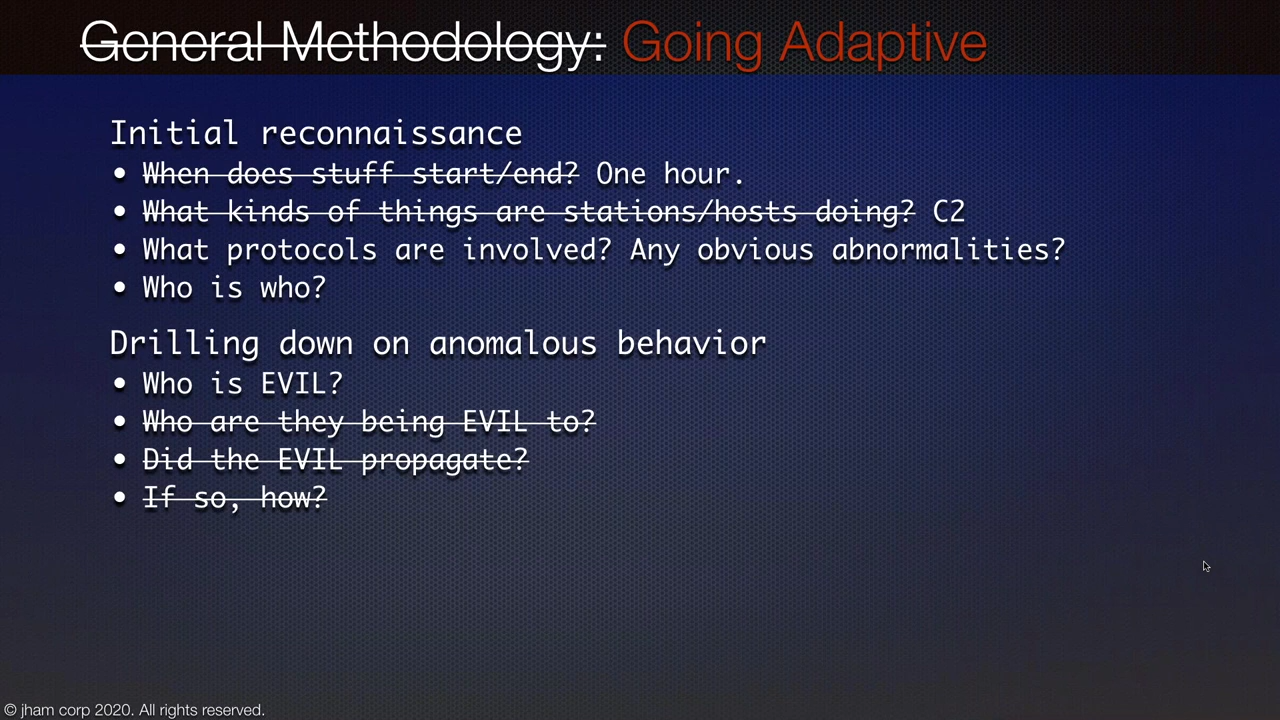 General Methodology: Going Adaptive
Initial reconnaissance
• When does stuff start/end? One hour.
• What kinds of things are stations/hosts doing? C2
• What protocols are involved? Any obvious abnormalities?
• Who is who?
Drilling down on anomalous behavior
• Who is EVIL?
• Who are they being EVIL to?
• Did the EVIL propagate?
• If so, how?
© jham corp 2020. All rights reserved.